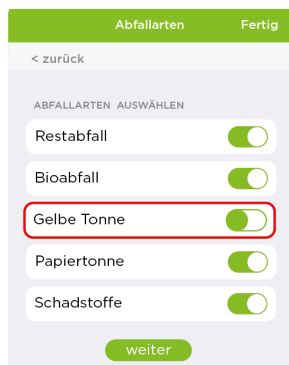 Abfallarten Fertig
< zurück
ABFALLARTEN AUSWÄHLEN
Restabfall
Bioabfall
Gelbe Tonne
Papiertonne
Schadstoffe
weiter